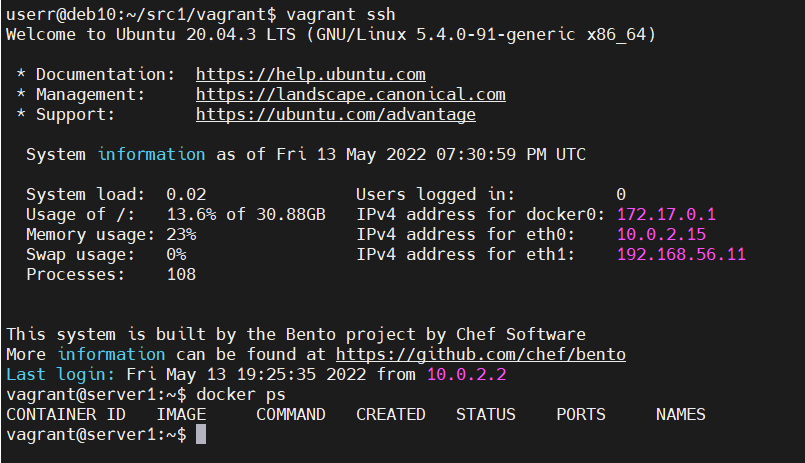 userr@deb10:~/src1/vagrant$ vagrant ssh
Welcome to Ubuntu 20.04.3 LTS (GNU/Linux 5.4.0-91-generic x86_64)
 * Documentation:  https://help.ubuntu.com
 * Management:     https://landscape.canonical.com
 * Support:        https://ubuntu.com/advantage
  System information as of Fri 13 May 2022 07:30:59 PM UTC
  System load:  0.02               Users logged in:          0
  Usage of /:   13.6% of 30.88GB   IPv4 address for docker0: 172.17.0.1
  Memory usage: 23%                IPv4 address for eth0:    10.0.2.15
  Swap usage:   0%                 IPv4 address for eth1:    192.168.56.11
  Processes:    108
This system is built by the Bento project by Chef Software
More information can be found at https://github.com/chef/bento
Last login: Fri May 13 19:25:35 2022 from 10.0.2.2
vagrant@server1:~$ docker ps
CONTAINER ID   IMAGE     COMMAND   CREATED   STATUS    PORTS     NAMES
vagrant@server1:~$